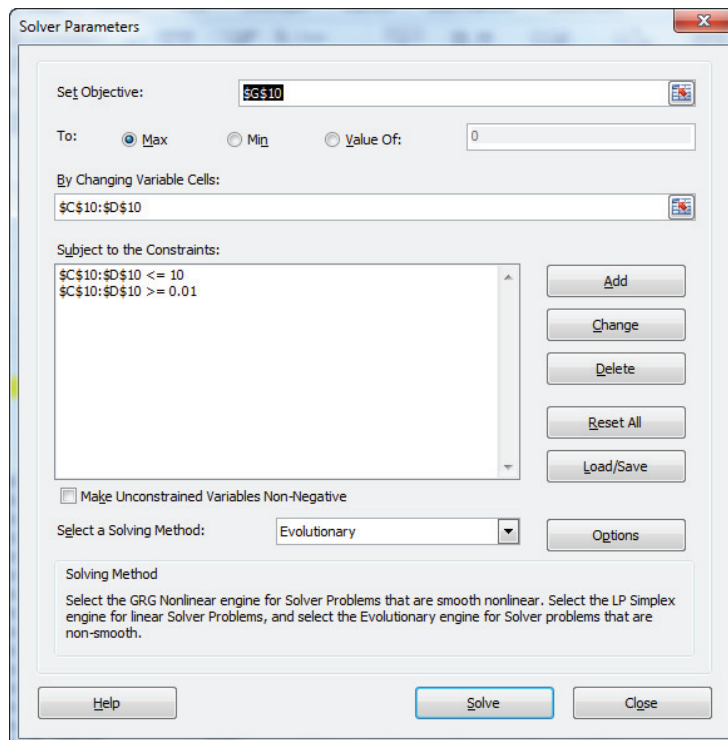 Solver Parameters
Set Objective: $G$10
To: Max Min Value Of: 0
By Changing Variable Cells:
$C$10:$D$10
Subject to the Constraints:
$C$10:$D$10 <= 10
$C$10:$D$10 >= 0.01
Add
Change
Delete
Reset All
Load/Save
Make Unconstrained Variables Non-Negative
Select a Solving Method: Evolutionary Options
Solving Method
Select the GRG Nonlinear engine for Solver Problems that are smooth nonlinear. Select the LP Simplex
engine for linear Solver Problems, and select the Evolutionary engine for Solver problems that are
non-smooth.
Help Solve Close